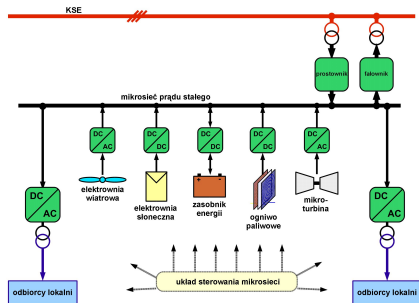 KSE
prostownik
falownik
mikrosieć prądu stałego
DC
AC
DC
DC
DC
DC
DC
DC
DC
AC
DC
AC
DC
AC
elektrownia
wiatrowa
elektrownia
słoneczna
zasobnik
energii
ogniwo
paliwowe
mikro-
turbina
układ sterowania mikrosieci
odbiorcy lokalni
odbiorcy lokalni